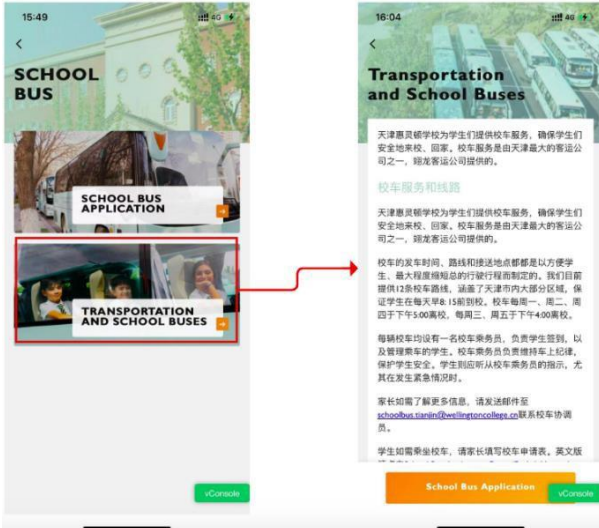 15:49
4G
SCHOOL
BUS
SCHOOL BUS
APPLICATION
TRANSPORTATION
AND SCHOOL BUSES
vConsole
16:04
4G
Transportation
and School Buses
天津惠灵顿学校为学生们提供校车服务，确保学生们
安全地来校、回家。校车服务是由天津最大的客运公
司之一，翊龙客运公司提供的。
校车服务和线路
天津惠灵顿学校为学生们提供校车服务，确保学生们
安全地来校、回家。校车服务是由天津最大的客运公
司之一，翊龙客运公司提供的。
校车的发车时间、路线和接送地点都都是以方便学
生、最大程度缩短总的行驶行程而制定的。我们目前
提供12条校车路线，涵盖了天津市内大部分区域，保
证学生在每天早8: 15前到校。校车每周一、周二、周
四于下午5:00离校，每周三、周五于下午4:00离校。
每辆校车均设有一名校车乘务员，负责学生签到，以
及管理乘车的学生。校车乘务员负责维持车上纪律，
保护学生安全。学生则应听从校车乘务员的指示，尤
其在发生紧急情况时。
家长如需了解更多信息，请发送邮件至
schoolbus.tianjin@wellingtoncollege.cn联系校车协调
员。
学生如需乘坐校车，请家长填写校车申请表。英文版
School Bus Application
vConsole